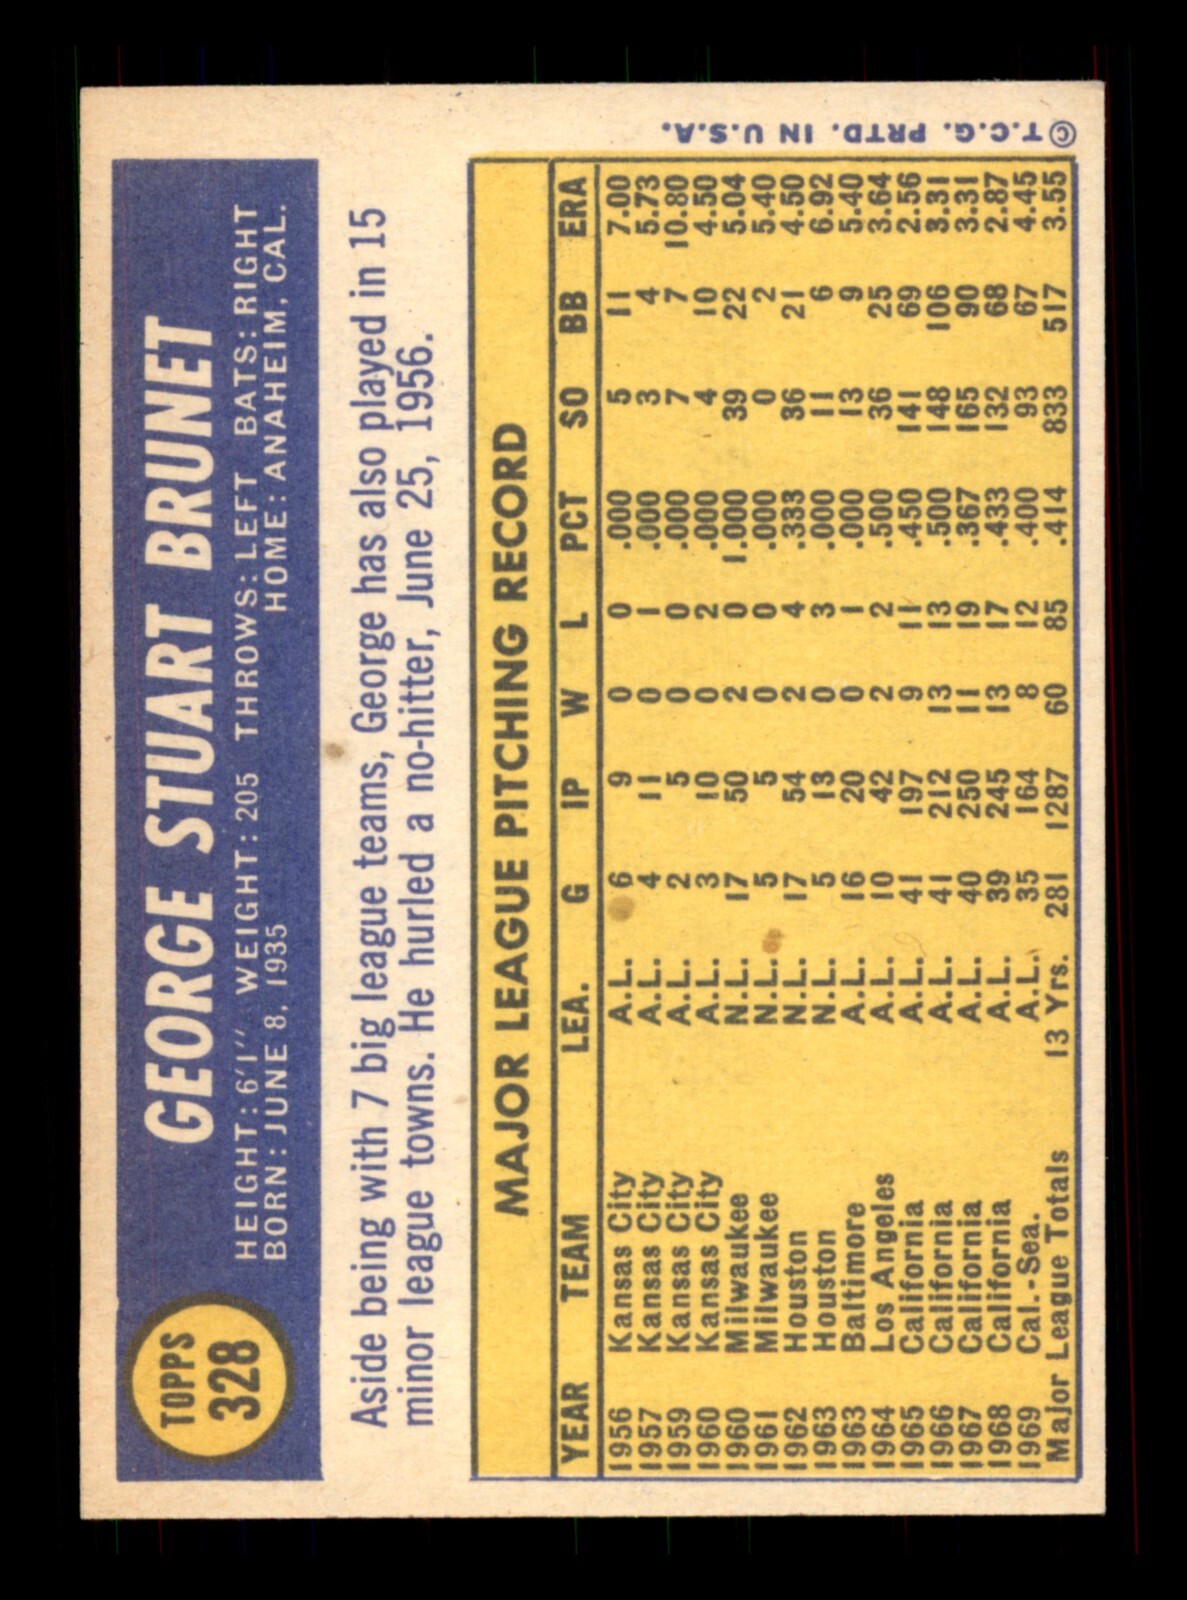 TOPPS
328
GEORGE STUART BRUNET
HEIGHT: 6'1'' WEIGHT: 205 THROWS: LEFT BATS: RIGHT
BORN: JUNE 8, 1935 HOME: ANAHEIM, CAL.
Aside being with 7 big league teams, George has also played in 15
minor league towns. He hurled a no-hitter, June 25, 1956.
MAJOR LEAGUE PITCHING RECORD
YEAR TEAM LEA. G IP W L PCT SO BB ERA
1956 Kansas City A.L. 6 9 0 0 .000 5 11 7.00
1957 Kansas City A.L. 4 11 0 1 .000 3 4 5.73
1959 Kansas City A.L. 2 5 0 0 .000 7 7 10.80
1960 Kansas City A.L. 3 10 0 2 .000 4 10 4.50
1960 Milwaukee N.L. 17 50 2 0 1.000 39 22 5.04
1961 Milwaukee N.L. 5 5 0 0 .000 0 2 5.40
1962 Houston N.L. 17 54 2 4 .333 36 21 4.50
1963 Houston N.L. 5 13 0 3 .000 11 6 6.92
1963 Baltimore A.L. 16 20 0 1 .000 13 9 5.40
1964 Los Angeles A.L. 10 42 2 2 .500 36 25 3.64
1965 California A.L. 41 197 9 11 .450 141 69 2.56
1966 California A.L. 41 212 13 13 .500 148 106 3.31
1967 California A.L. 40 250 11 19 .367 165 90 3.31
1968 California A.L. 39 245 13 17 .433 132 68 2.87
1969 Cal.-Sea. A.L. 35 164 8 12 .400 93 67 4.45
Major League Totals 13 Yrs. 281 1287 60 85 .414 833 517 3.55
© T.C.G. PRTD. IN U.S.A.